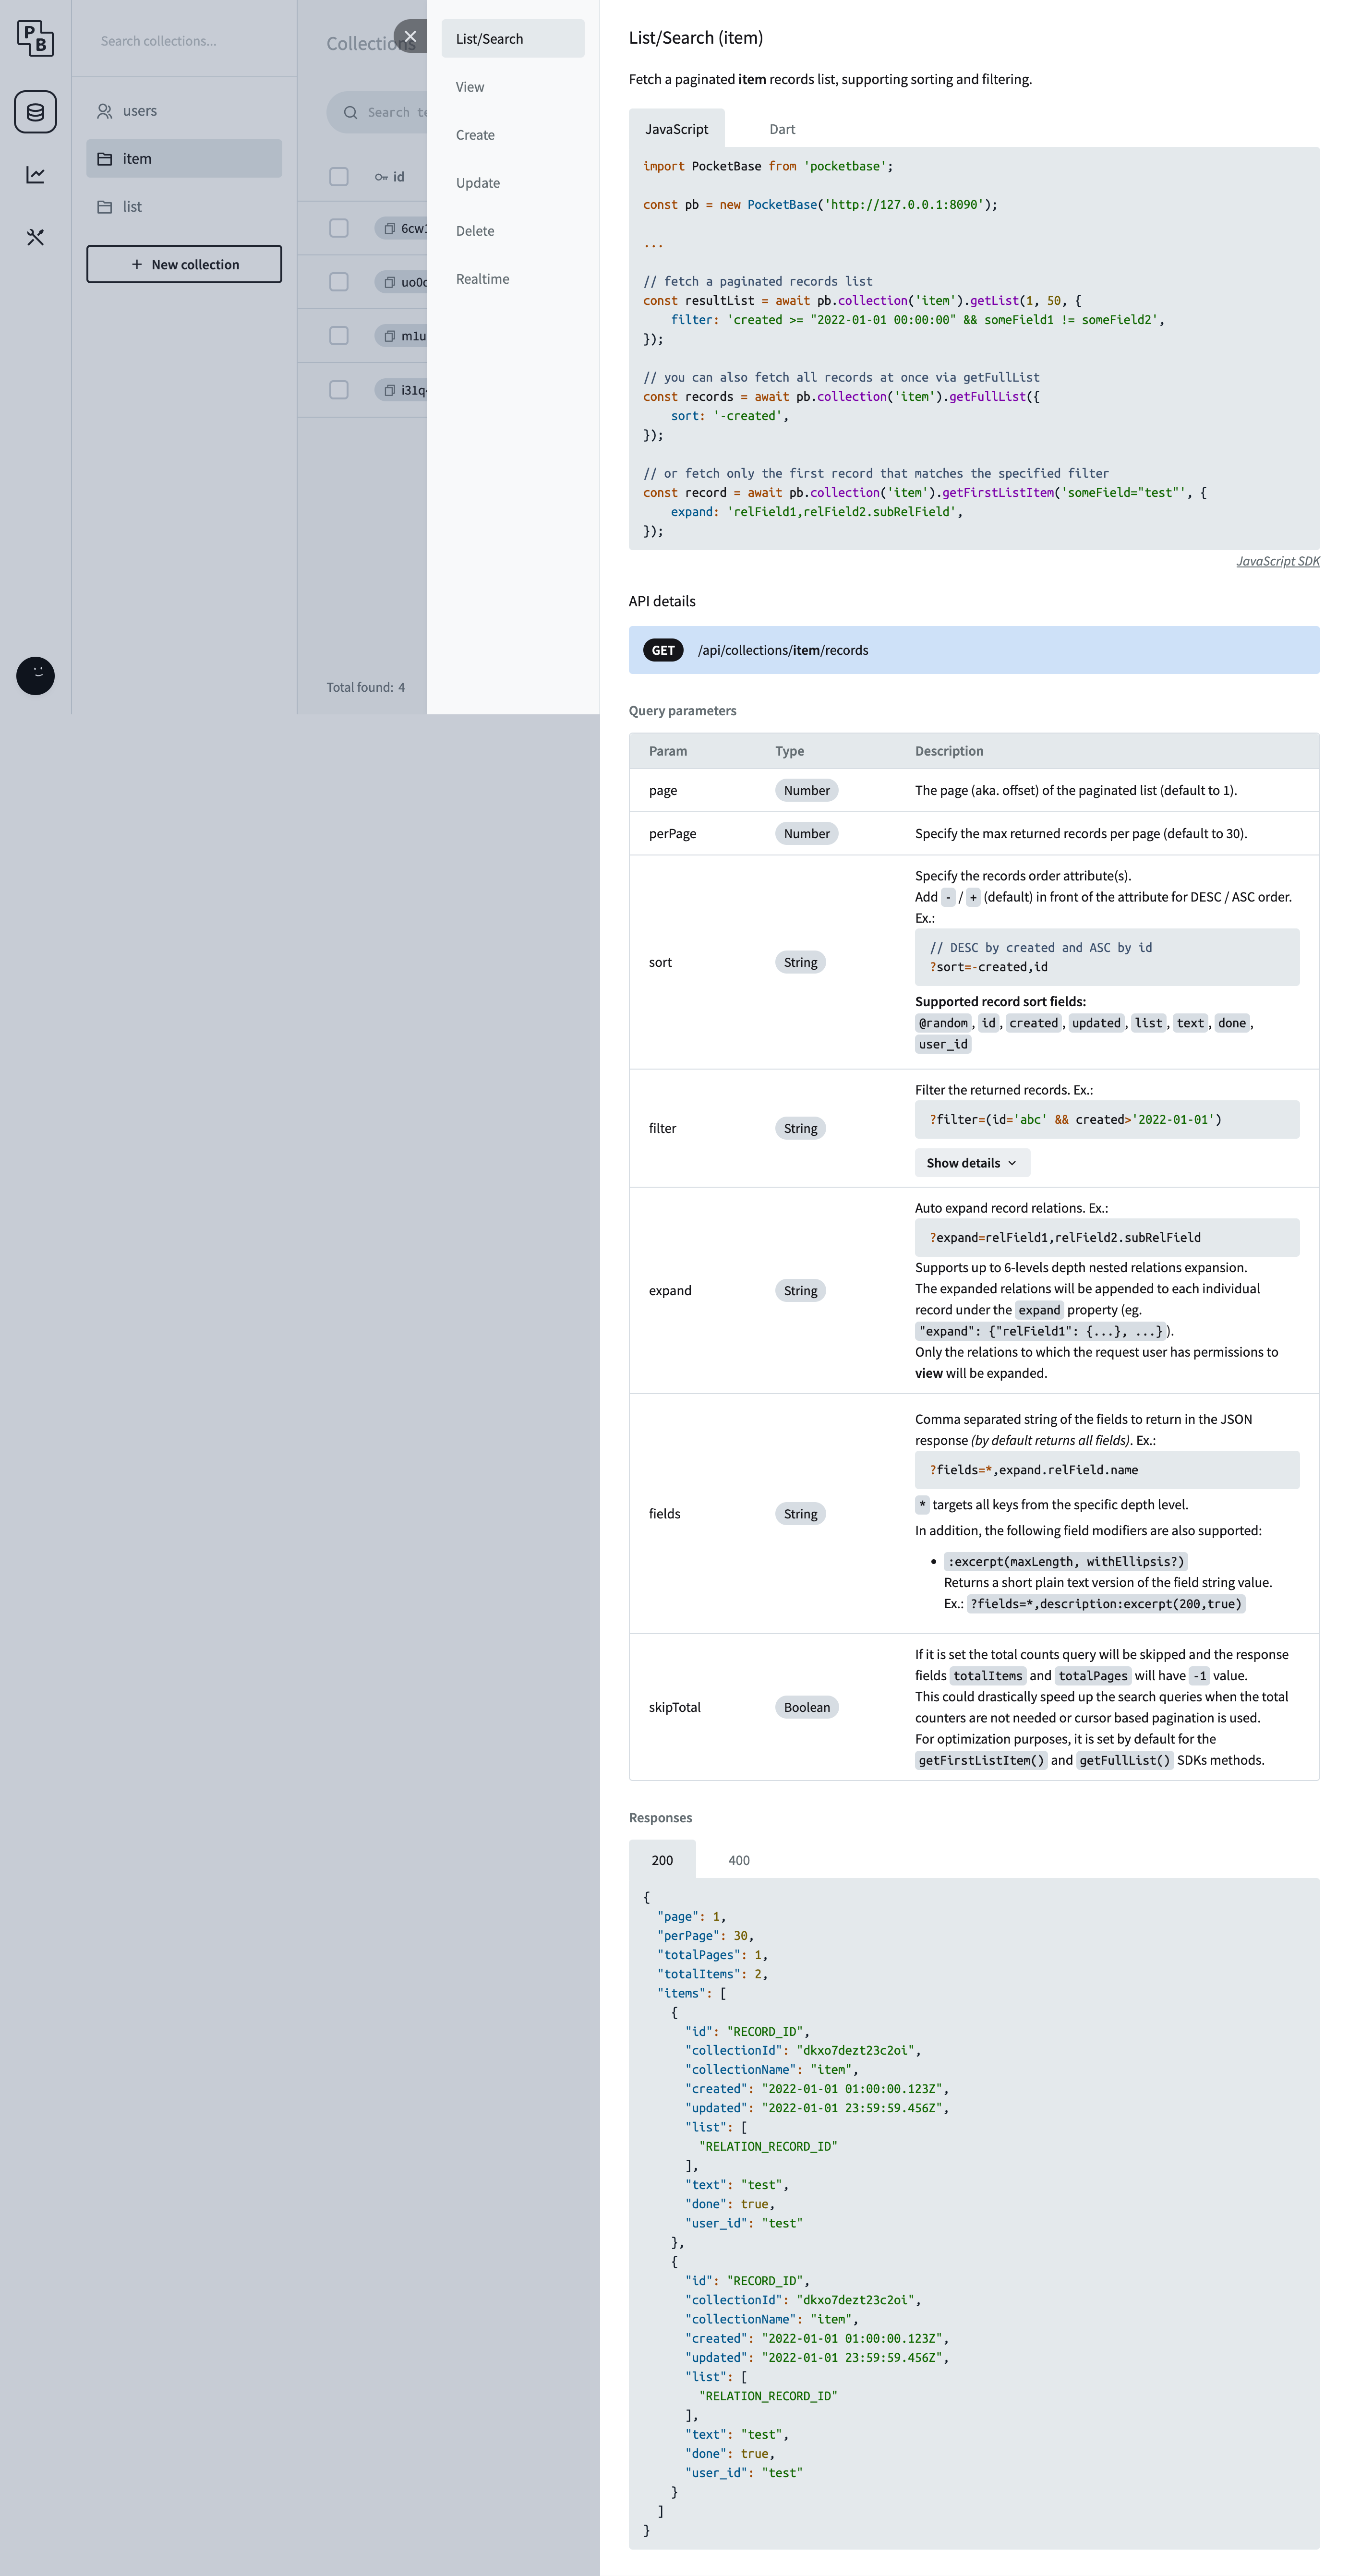 P
B
Search collections...
users
item
list
+ New collection
Collections
Search te
id
6cw1
uo0c
m1u
i31q
Total found: 4
List/Search
View
Create
Update
Delete
Realtime
List/Search (item)
Fetch a paginated item records list, supporting sorting and filtering.
JavaScript Dart
import PocketBase from 'pocketbase';
const pb = new PocketBase('http://127.0.0.1:8090');
...
// fetch a paginated records list
const resultList = await pb.collection('item').getList(1, 50, {
    filter: 'created >= "2022-01-01 00:00:00" && someField1 != someField2',
});
// you can also fetch all records at once via getFullList
const records = await pb.collection('item').getFullList({
    sort: '-created',
});
// or fetch only the first record that matches the specified filter
const record = await pb.collection('item').getFirstListItem('someField="test"', {
    expand: 'relField1,relField2.subRelField',
});
JavaScript SDK
API details
GET /api/collections/item/records
Query parameters
Param Type Description
page Number The page (aka. offset) of the paginated list (default to 1).
perPage Number Specify the max returned records per page (default to 30).
sort String
Specify the records order attribute(s).
Add - / + (default) in front of the attribute for DESC / ASC order.
Ex.:
// DESC by created and ASC by id
?sort=-created,id
Supported record sort fields:
@random, id, created, updated, list, text, done,
user_id
filter String
Filter the returned records. Ex.:
?filter=(id='abc' && created>'2022-01-01')
Show details
expand String
Auto expand record relations. Ex.:
?expand=relField1,relField2.subRelField
Supports up to 6-levels depth nested relations expansion.
The expanded relations will be appended to each individual
record under the expand property (eg.
"expand": {"relField1": {...}, ...}).
Only the relations to which the request user has permissions to
view will be expanded.
fields String
Comma separated string of the fields to return in the JSON
response (by default returns all fields). Ex.:
?fields=*,expand.relField.name
* targets all keys from the specific depth level.
In addition, the following field modifiers are also supported:
• :excerpt(maxLength, withEllipsis?)
Returns a short plain text version of the field string value.
Ex.: ?fields=*,description:excerpt(200,true)
skipTotal Boolean
If it is set the total counts query will be skipped and the response
fields totalItems and totalPages will have -1 value.
This could drastically speed up the search queries when the total
counters are not needed or cursor based pagination is used.
For optimization purposes, it is set by default for the
getFirstListItem() and getFullList() SDKs methods.
Responses
200 400
{
  "page": 1,
  "perPage": 30,
  "totalPages": 1,
  "totalItems": 2,
  "items": [
    {
      "id": "RECORD_ID",
      "collectionId": "dkxo7dezt23c2oi",
      "collectionName": "item",
      "created": "2022-01-01 01:00:00.123Z",
      "updated": "2022-01-01 23:59:59.456Z",
      "list": [
        "RELATION_RECORD_ID"
      ],
      "text": "test",
      "done": true,
      "user_id": "test"
    },
    {
      "id": "RECORD_ID",
      "collectionId": "dkxo7dezt23c2oi",
      "collectionName": "item",
      "created": "2022-01-01 01:00:00.123Z",
      "updated": "2022-01-01 23:59:59.456Z",
      "list": [
        "RELATION_RECORD_ID"
      ],
      "text": "test",
      "done": true,
      "user_id": "test"
    }
  ]
}